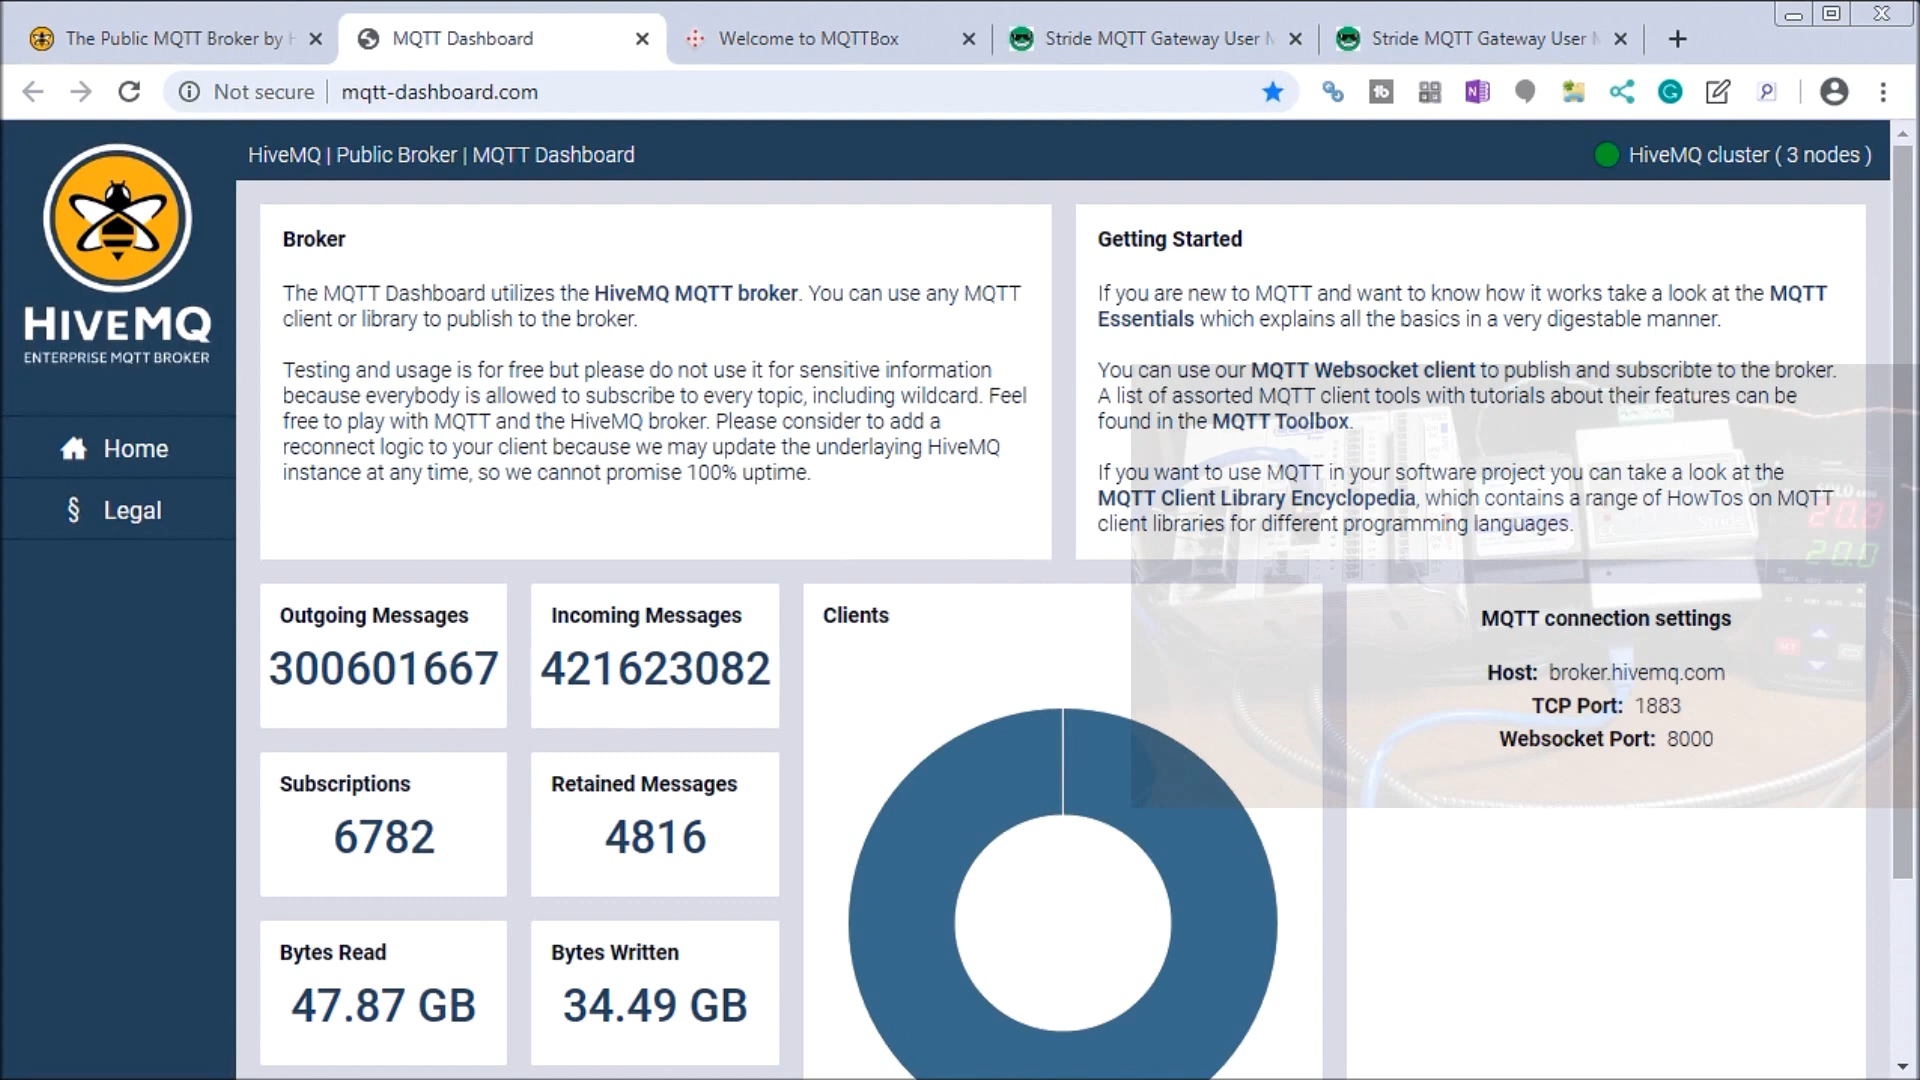 The Public MQTT Broker by
MQTT Dashboard
Welcome to MQTTBox
Stride MQTT Gateway User
Stride MQTT Gateway User
Not secure
mqtt-dashboard.com
HIVEMQ
ENTERPRISE MQTT BROKER
Home
§ Legal
HiveMQ | Public Broker | MQTT Dashboard
HiveMQ cluster ( 3 nodes )
Broker
The MQTT Dashboard utilizes the HiveMQ MQTT broker. You can use any MQTT
client or library to publish to the broker.
Testing and usage is for free but please do not use it for sensitive information
because everybody is allowed to subscribe to every topic, including wildcard. Feel
free to play with MQTT and the HiveMQ broker. Please consider to add a
reconnect logic to your client because we may update the underlaying HiveMQ
instance at any time, so we cannot promise 100% uptime.
Getting Started
If you are new to MQTT and want to know how it works take a look at the MQTT
Essentials which explains all the basics in a very digestable manner.
You can use our MQTT Websocket client to publish and subscribte to the broker.
A list of assorted MQTT client tools with tutorials about their features can be
found in the MQTT Toolbox.
If you want to use MQTT in your software project you can take a look at the
MQTT Client Library Encyclopedia, which contains a range of HowTos on MQTT
client libraries for different programming languages.
Outgoing Messages
300601667
Incoming Messages
421623082
Subscriptions
6782
Retained Messages
4816
Bytes Read
47.87 GB
Bytes Written
34.49 GB
Clients
MQTT connection settings
Host: broker.hivemq.com
TCP Port: 1883
Websocket Port: 8000
SOLO
20.8
20.0
Stride